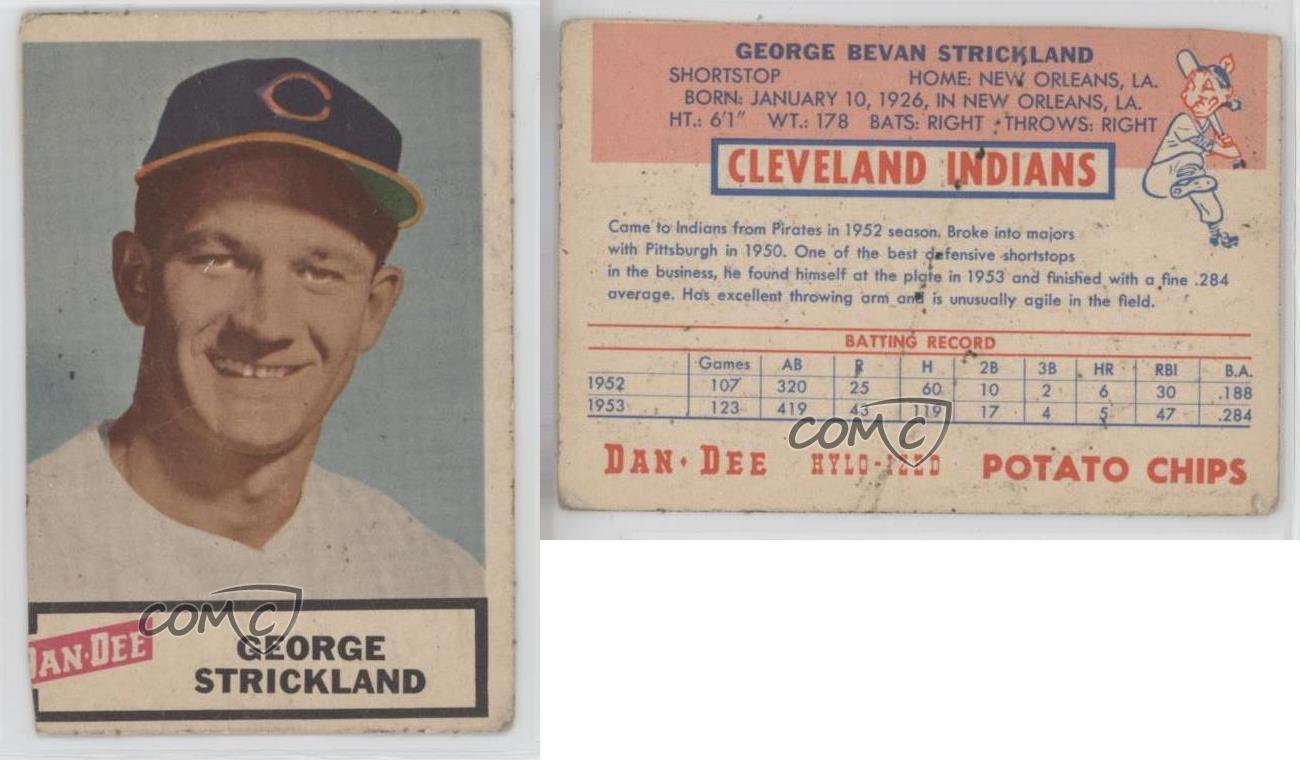 C
COMC
DAN·DEE
GEORGE
STRICKLAND
GEORGE BEVAN STRICKLAND
SHORTSTOP HOME: NEW ORLEANS, LA.
BORN: JANUARY 10, 1926, IN NEW ORLEANS, LA.
HT.: 6'1" WT.: 178 BATS: RIGHT THROWS: RIGHT
CLEVELAND INDIANS
Came to Indians from Pirates in 1952 season. Broke into majors
with Pittsburgh in 1950. One of the best defensive shortstops
in the business, he found himself at the plate in 1953 and finished with a fine .284
average. Has excellent throwing arm and is unusually agile in the field.
BATTING RECORD
Games AB R H 2B 3B HR RBI B.A.
1952 107 320 25 60 10 2 6 30 .188
1953 123 419 43 119 17 4 5 47 .284
COMC
DAN·DEE HYLO-IZED POTATO CHIPS